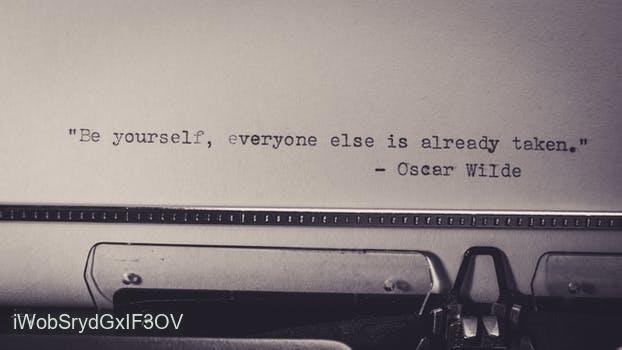 "Be yourself, everyone else is already taken."
- Oscar Wilde
iWobSrydGxIF3OV